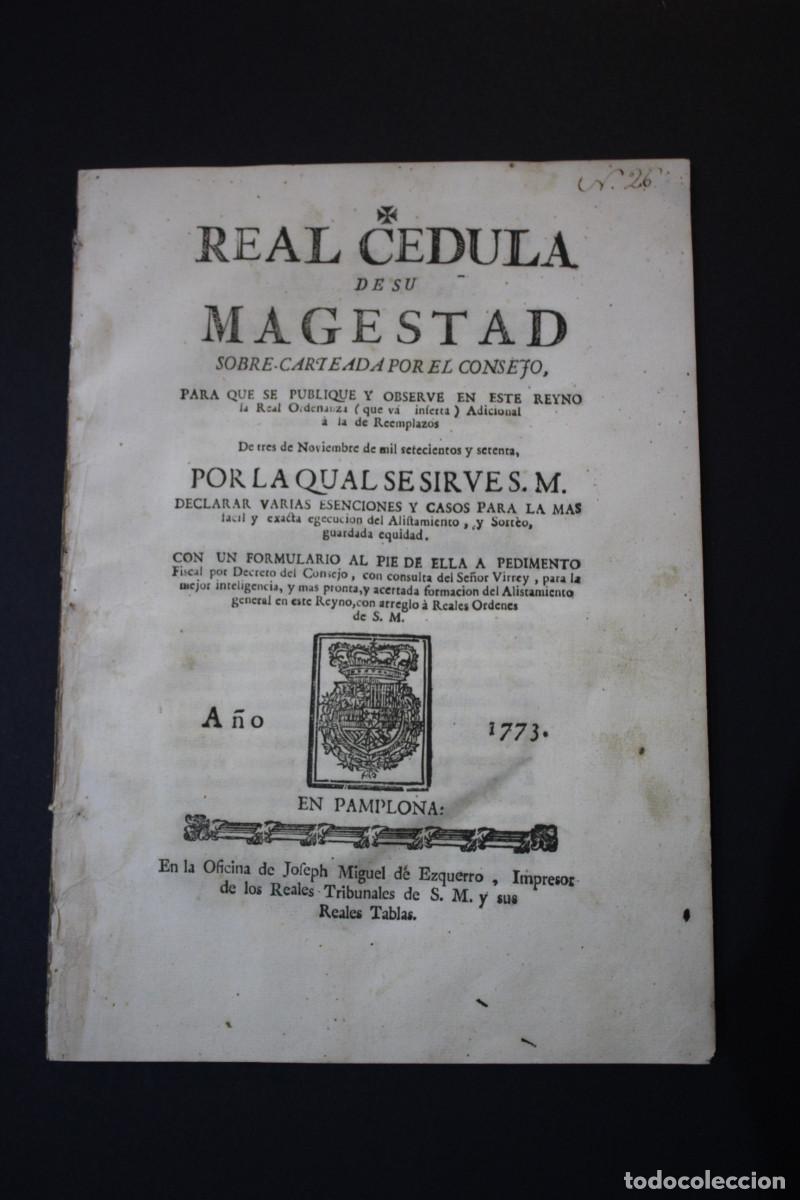 N. 26
✠
REAL CEDULA
DE SU
MAGESTAD
SOBRE-CARTEADA POR EL CONSEJO,
PARA QUE SE PUBLIQUE Y OBSERVE EN ESTE REYNO
la Real Ordenanza (que vá inserta) Adicional
à la de Reemplazos
De tres de Noviembre de mil setecientos y setenta,
POR LA QUAL SE SIRVE S. M.
DECLARAR VARIAS ESENCIONES Y CASOS PARA LA MAS
facil y exacta egecucion del Aliſtamiento, y Sorteo,
guardada equidad.
CON UN FORMULARIO AL PIE DE ELLA A PEDIMENTO
Fiscal por Decreto del Consejo, con consulta del Señor Virrey, para la
mejor inteligencia, y mas pronta, y acertada formacion del Alistamiento
general en este Reyno, con arreglo à Reales Ordenes
de S. M.
Año 1773.
EN PAMPLONA:
En la Oficina de Joſeph Miguel de Ezquerro, Impresor
de los Reales Tribunales de S. M. y sus
Reales Tablas.
todocoleccion